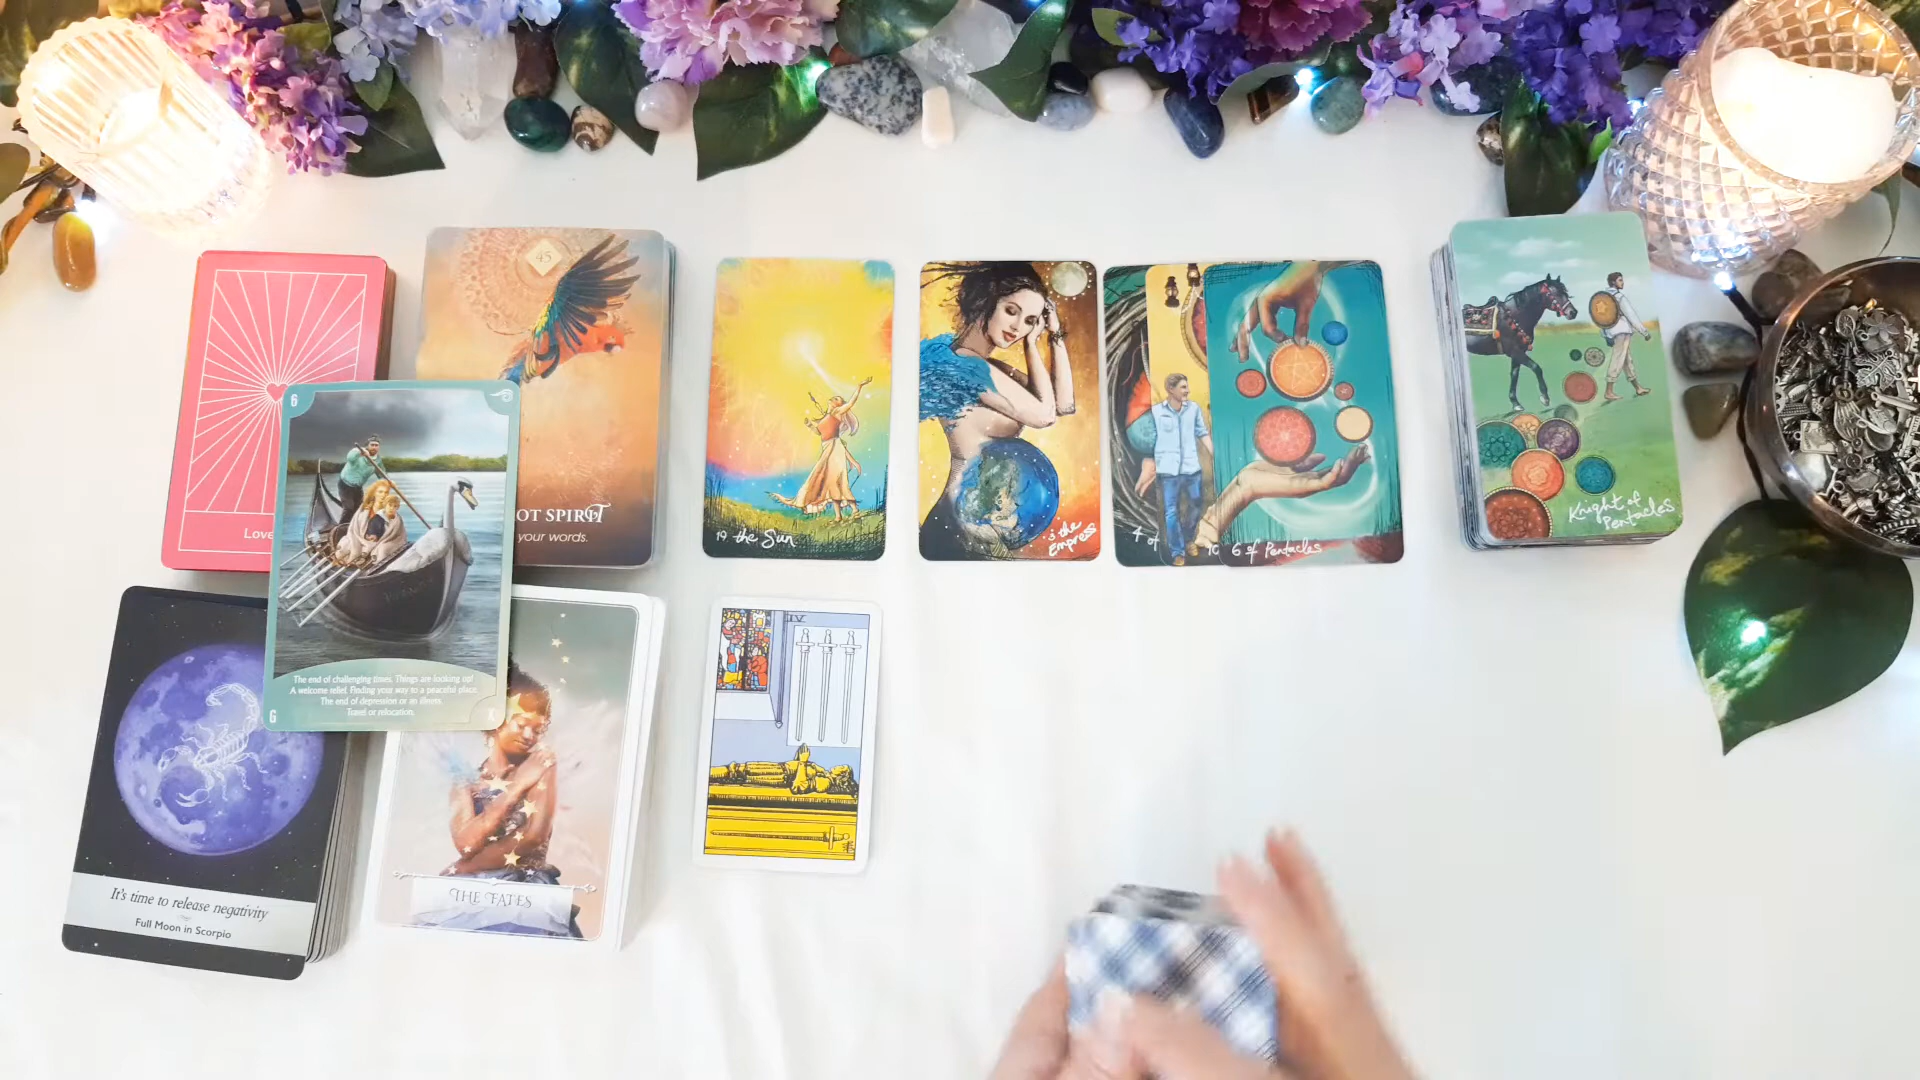 45
OT SPIRIT
your words.
Love
6
The end of challenging times. Things are looking up!
A welcome relief. Finding your way to a peaceful place.
The end of depression or an illness.
Travel or relocation.
G
X
19 the Sun
3 the
Empress
4 of
10
6 of Pentacles
Knight of
Pentacles
It's time to release negativity
Full Moon in Scorpio
THE FATES
IV